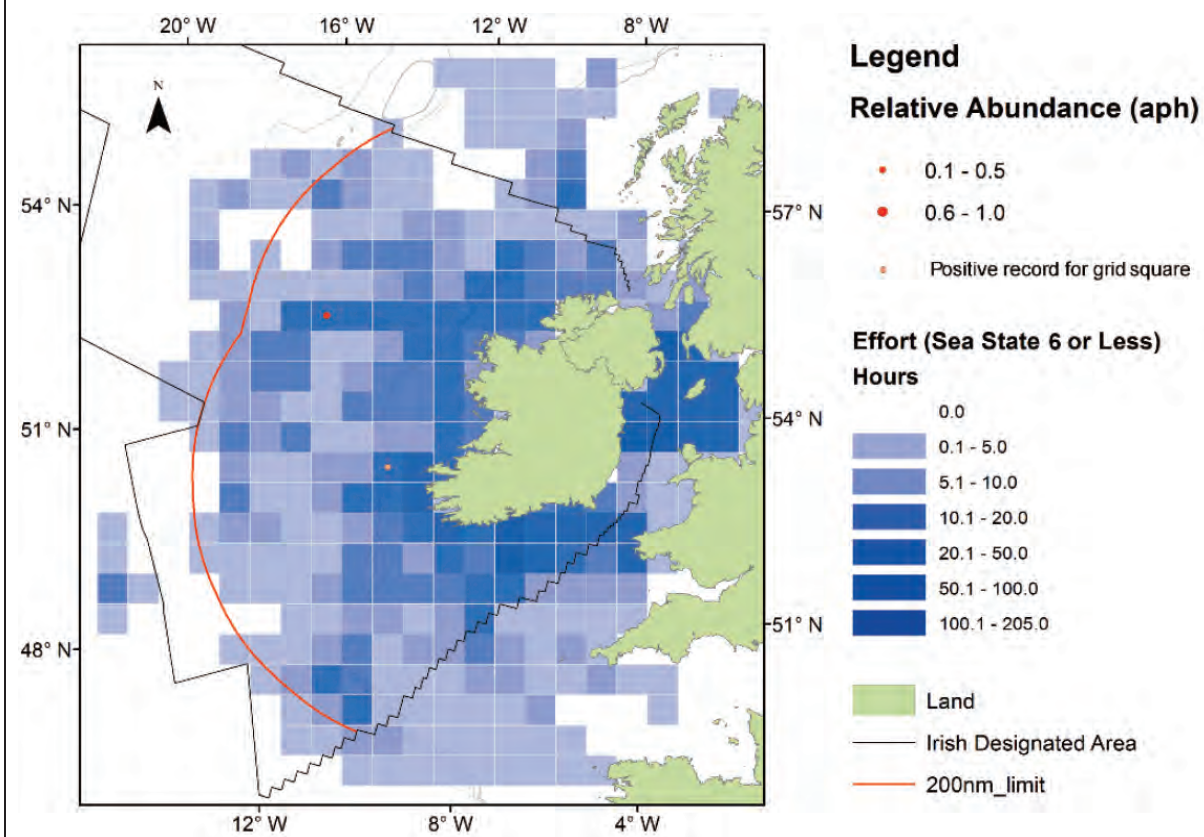 20° W 16° W 12° W 8° W
N
54° N
51° N
48° N
57° N
54° N
51° N
12° W 8° W 4° W
Legend
Relative Abundance (aph)
0.1 - 0.5
0.6 - 1.0
Positive record for grid square
Effort (Sea State 6 or Less)
Hours
0.0
0.1 - 5.0
5.1 - 10.0
10.1 - 20.0
20.1 - 50.0
50.1 - 100.0
100.1 - 205.0
Land
Irish Designated Area
200nm_limit